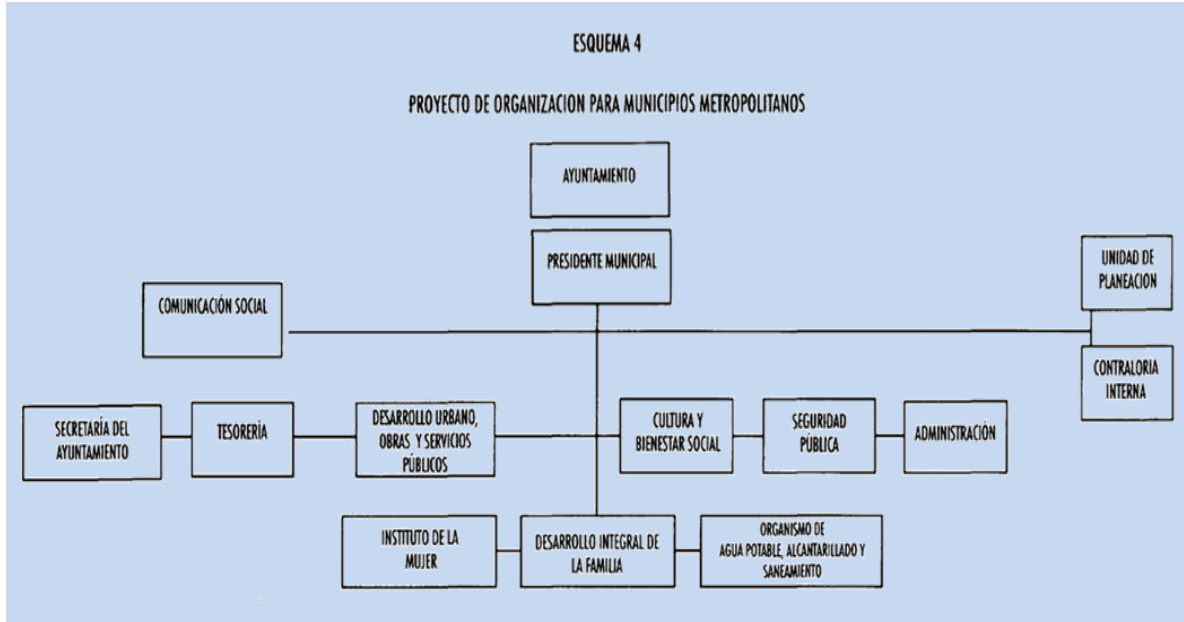 ESQUEMA 4
PROYECTO DE ORGANIZACION PARA MUNICIPIOS METROPOLITANOS
AYUNTAMIENTO
PRESIDENTE MUNICIPAL
UNIDAD DE
PLANEACION
COMUNICACIÓN SOCIAL
CONTRALORIA
INTERNA
SECRETARÍA DEL
AYUNTAMIENTO
TESORERÍA
DESARROLLO URBANO,
OBRAS Y SERVICIOS
PÚBLICOS
CULTURA Y
BIENESTAR SOCIAL
SEGURIDAD
PÚBLICA
ADMINISTRACIÓN
INSTITUTO DE LA
MUJER
DESARROLLO INTEGRAL DE
LA FAMILIA
ORGANISMO DE
AGUA POTABLE, ALCANTARILLADO Y
SANEAMIENTO